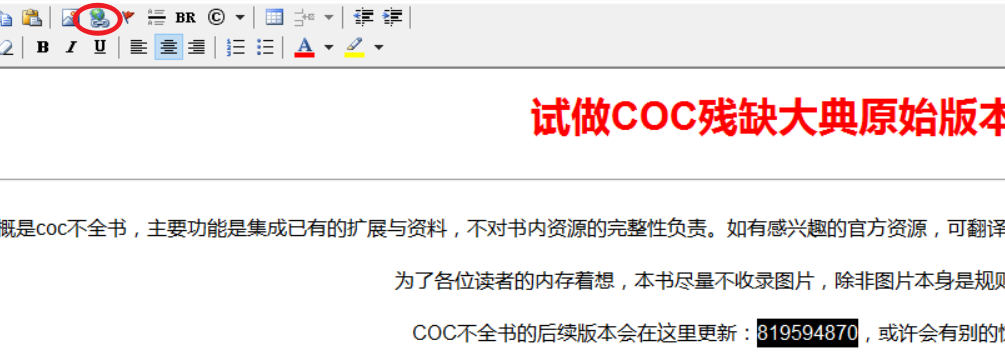 BR
B I U
A
试做COC残缺大典原始版本
概是coc不全书，主要功能是集成已有的扩展与资料，不对书内资源的完整性负责。如有感兴趣的官方资源，可翻译
为了各位读者的内存着想，本书尽量不收录图片，除非图片本身是规则
COC不全书的后续版本会在这里更新：819594870，或许会有别的